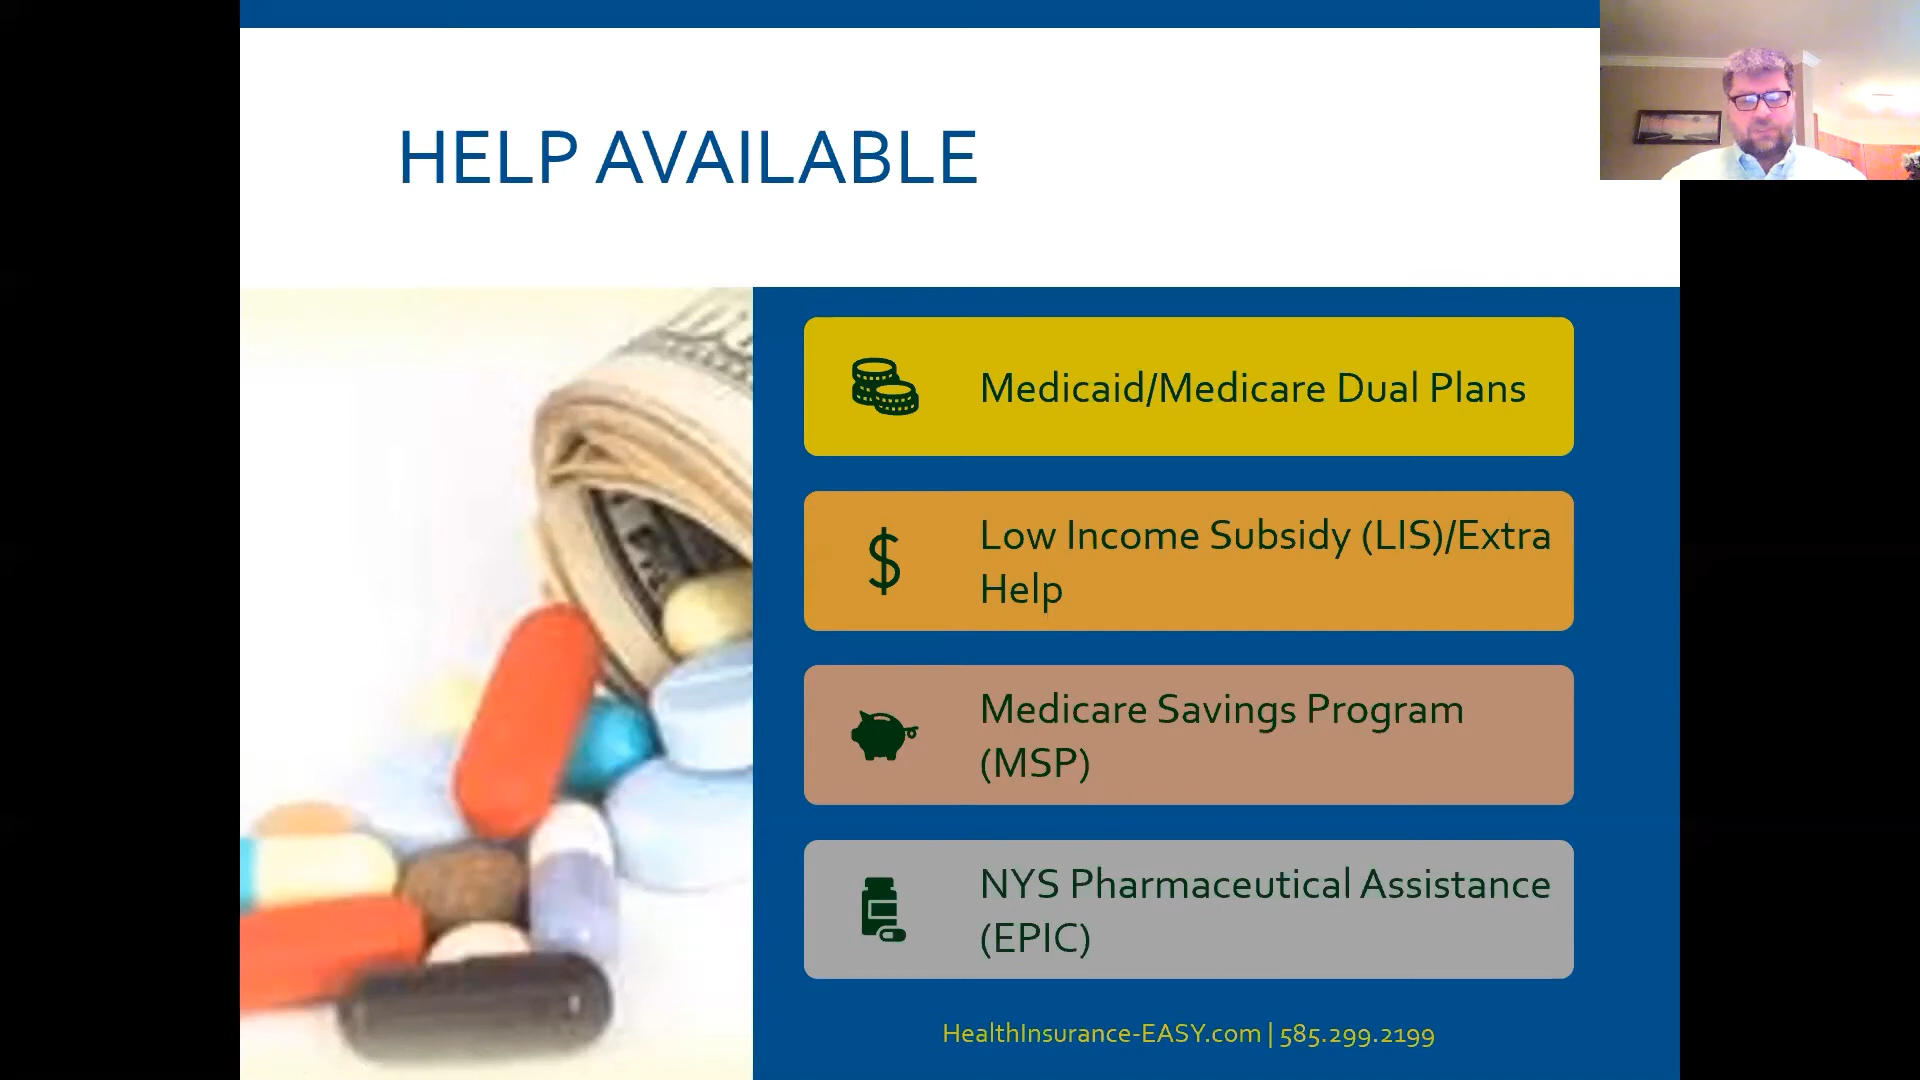 HELP AVAILABLE
Medicaid/Medicare Dual Plans
Low Income Subsidy (LIS)/Extra
Help
Medicare Savings Program
(MSP)
NYS Pharmaceutical Assistance
(EPIC)
HealthInsurance-EASY.com | 585.299.2199